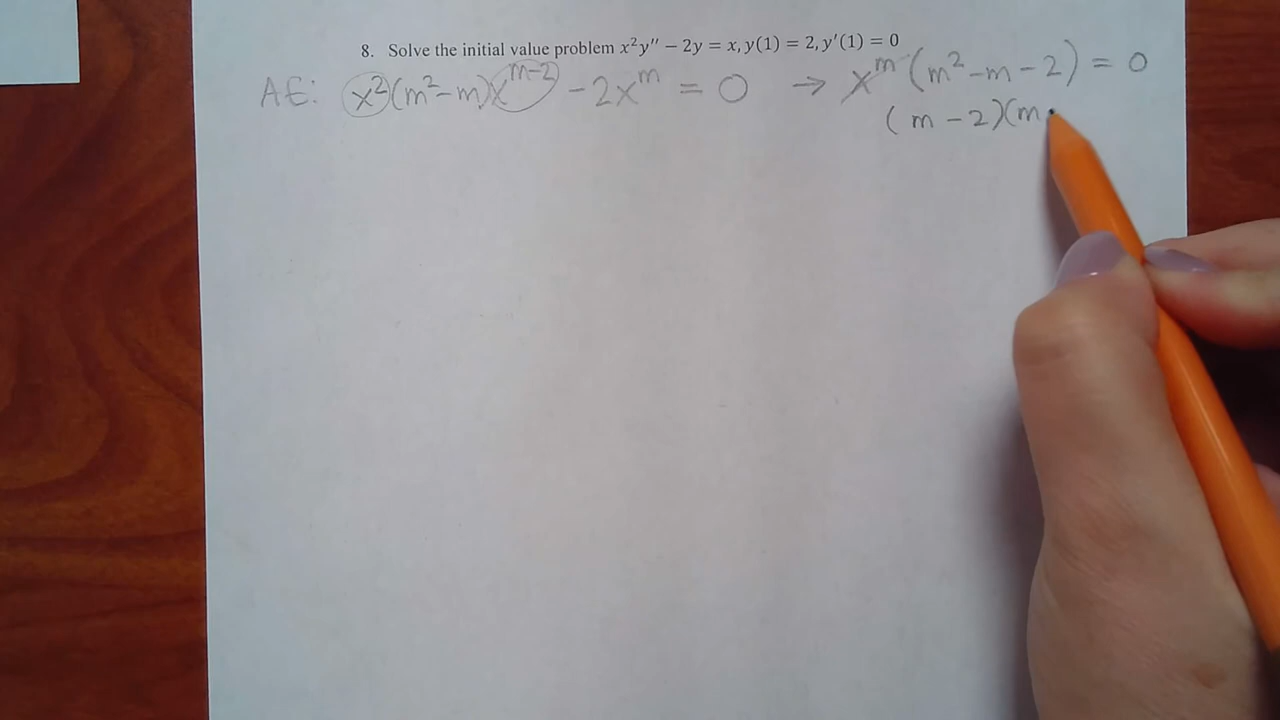 8. Solve the initial value problem x²y″ − 2y = x, y(1) = 2, y′(1) = 0
AE: x²(m²−m)x^(m−2) − 2x^m = 0 → x^m (m²−m−2) = 0
(m−2)(m